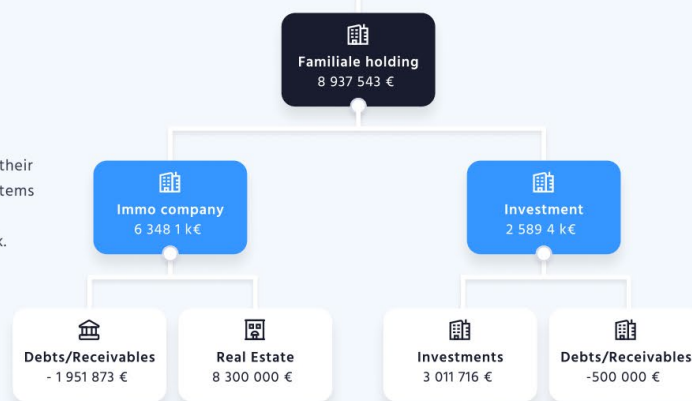 Familiale holding
8 937 543 €
their
tems
Immo company
6 348 1 k€
Investment
2 589 4 k€
Debts/Receivables
- 1 951 873 €
Real Estate
8 300 000 €
Investments
3 011 716 €
Debts/Receivables
-500 000 €